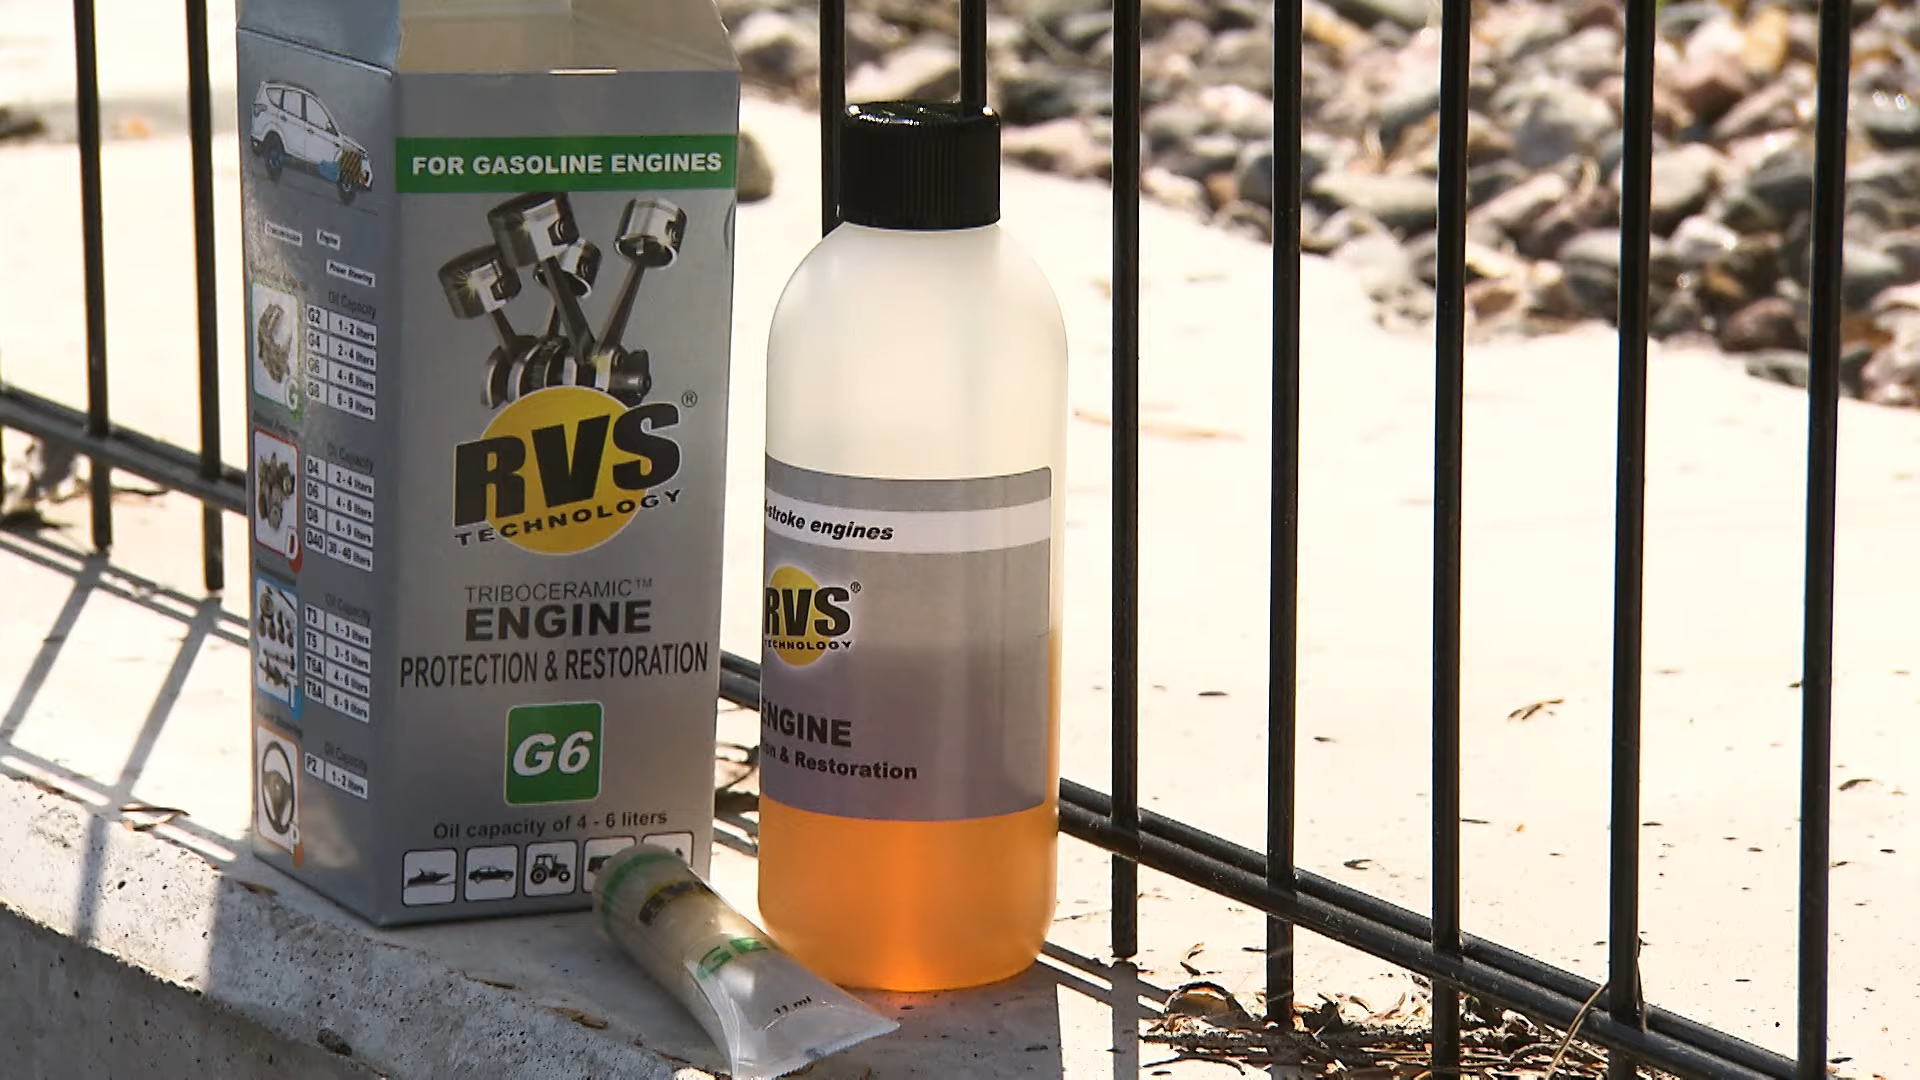 FOR GASOLINE ENGINES
RVS®
TECHNOLOGY
TRIBOCERAMIC™
ENGINE
PROTECTION & RESTORATION
G6
Oil capacity of 4 - 6 liters
Engine
Power Steering
Oil Capacity
G2 1 - 2 liters
G4 2 - 4 liters
G6 4 - 6 liters
G8 6 - 9 liters
G
Oil Capacity
D4 2 - 4 liters
D6 4 - 6 liters
D8 6 - 9 liters
D40 30 - 40 liters
D
Oil Capacity
T3 1 - 3 liters
T5 3 - 5 liters
T6A 4 - 6 liters
T8A 6 - 9 liters
T
Oil Capacity
P2 1 - 2 liters
P
-stroke engines
RVS®
TECHNOLOGY
ENGINE
on & Restoration
11 ml